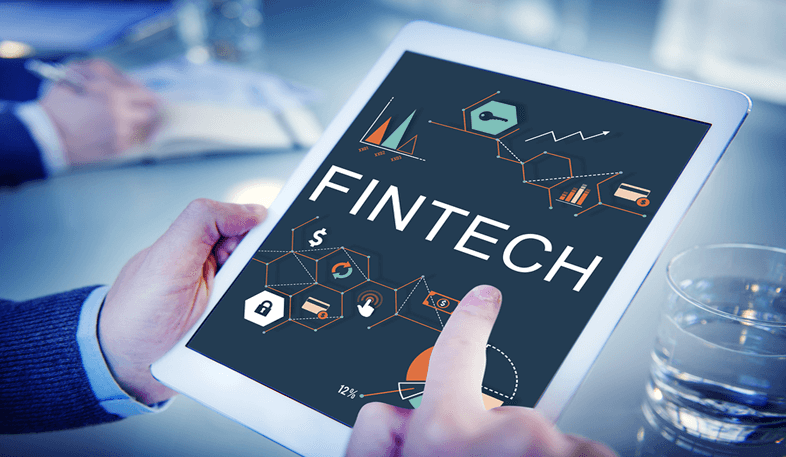 FINTECH
$
$
12%